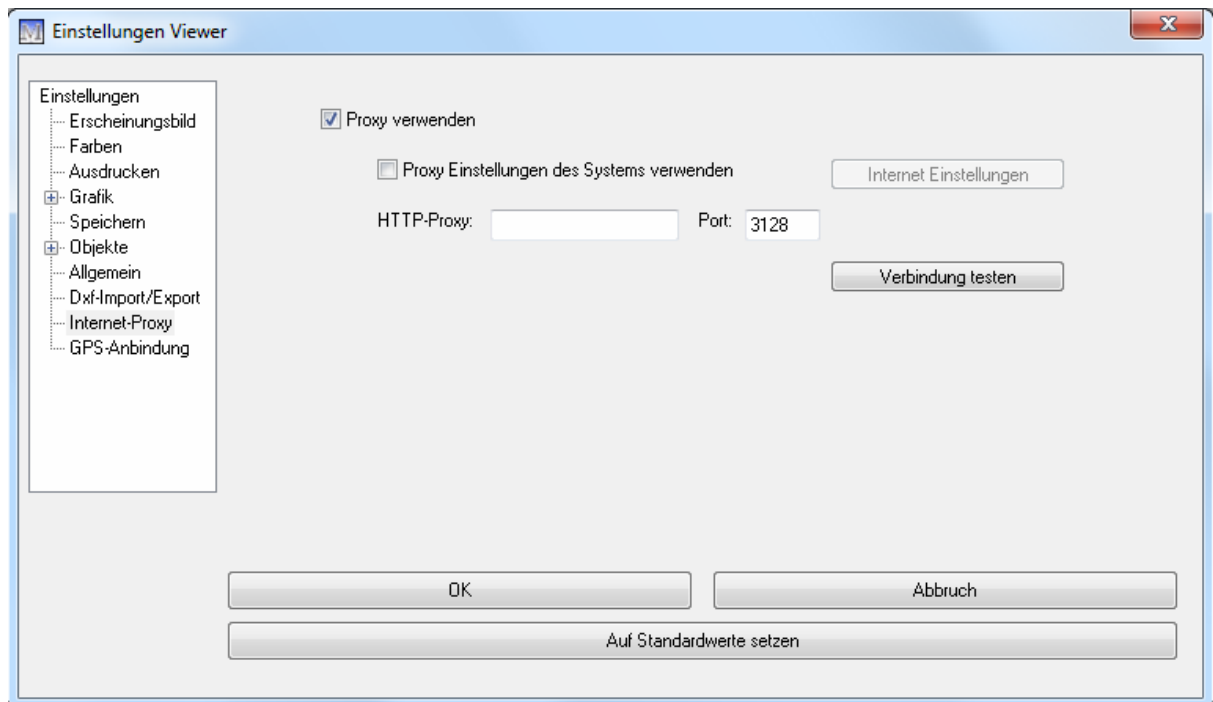 Einstellungen Viewer
Einstellungen
Erscheinungsbild
Farben
Ausdrucken
Grafik
Speichern
Objekte
Allgemein
Dxf-Import/Export
Internet-Proxy
GPS-Anbindung
Proxy verwenden
Proxy Einstellungen des Systems verwenden
Internet Einstellungen
HTTP-Proxy: Port: 3128
Verbindung testen
OK Abbruch
Auf Standardwerte setzen